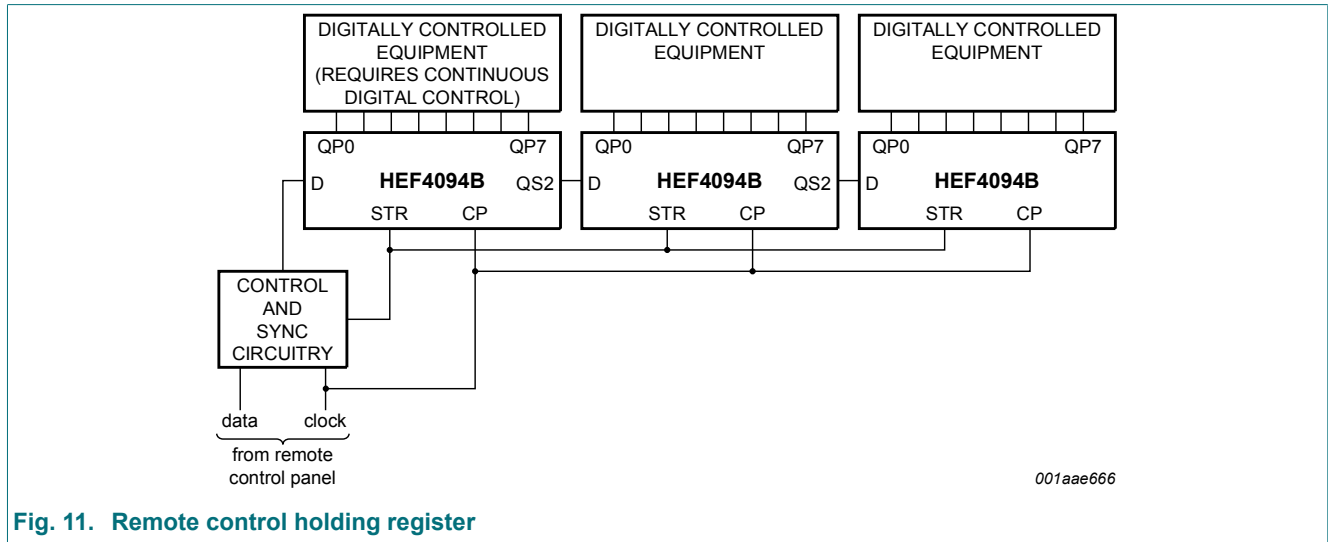 DIGITALLY CONTROLLED
EQUIPMENT
(REQUIRES CONTINUOUS
DIGITAL CONTROL)
DIGITALLY CONTROLLED
EQUIPMENT
DIGITALLY CONTROLLED
EQUIPMENT
QP0 QP7
D HEF4094B QS2
STR CP
QP0 QP7
D HEF4094B QS2
STR CP
QP0 QP7
D HEF4094B
STR CP
CONTROL
AND
SYNC
CIRCUITRY
data clock
from remote
control panel
001aae666
Fig. 11. Remote control holding register